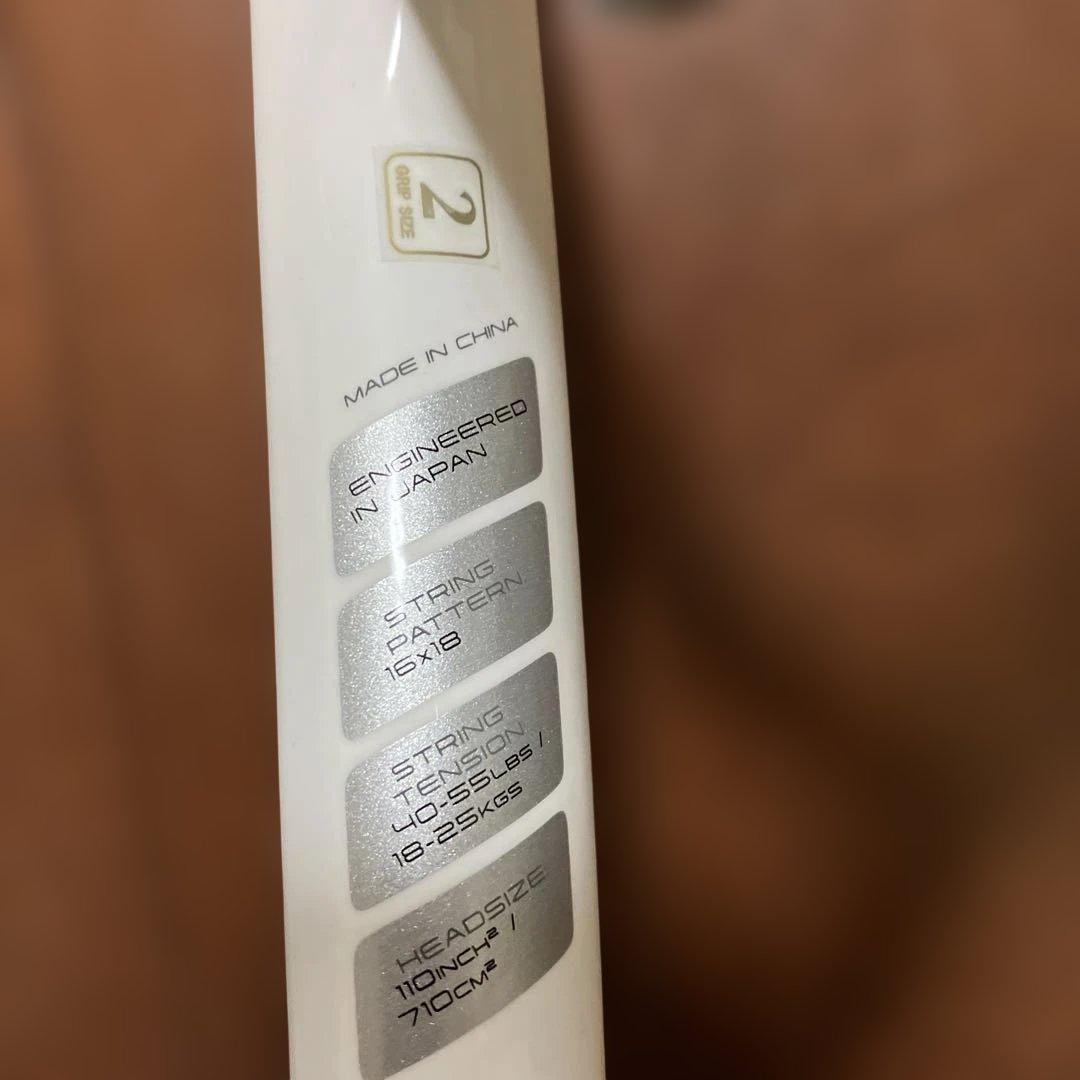 2
GRIP SIZE
MADE IN CHINA
ENGINEERED
IN JAPAN
STRING
PATTERN
16x18
STRING
TENSION
40-55LBS /
18-25KGS
HEADSIZE
110INCH² /
710CM²